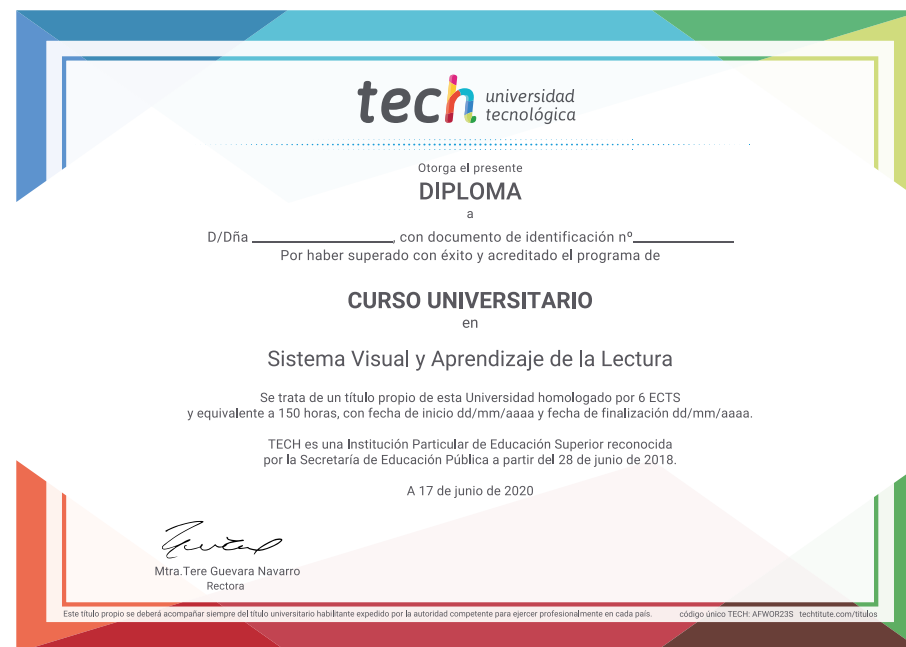 tech universidad
tecnológica
Otorga el presente
DIPLOMA
a
D/Dña ____________________, con documento de identificación nº______________
Por haber superado con éxito y acreditado el programa de
CURSO UNIVERSITARIO
en
Sistema Visual y Aprendizaje de la Lectura
Se trata de un título propio de esta Universidad homologado por 6 ECTS
y equivalente a 150 horas, con fecha de inicio dd/mm/aaaa y fecha de finalización dd/mm/aaaa.
TECH es una Institución Particular de Educación Superior reconocida
por la Secretaría de Educación Pública a partir del 28 de junio de 2018.
A 17 de junio de 2020
Mtra.Tere Guevara Navarro
Rectora
Este título propio se deberá acompañar siempre del título universitario habilitante expedido por la autoridad competente para ejercer profesionalmente en cada país. código único TECH: AFWOR23S techtitute.com/titulos